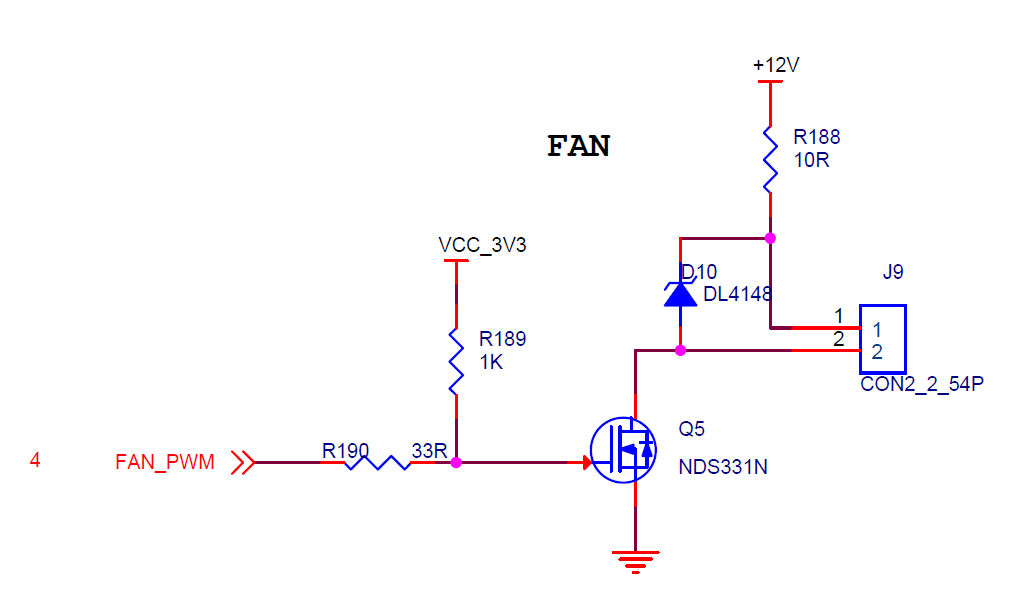 +12V
FAN
R188
10R
VCC_3V3
D10
J9
DL4148
1
1
R189
2
2
1K
CON2_2_54P
Q5
4
FAN_PWM
R190
33R
NDS331N